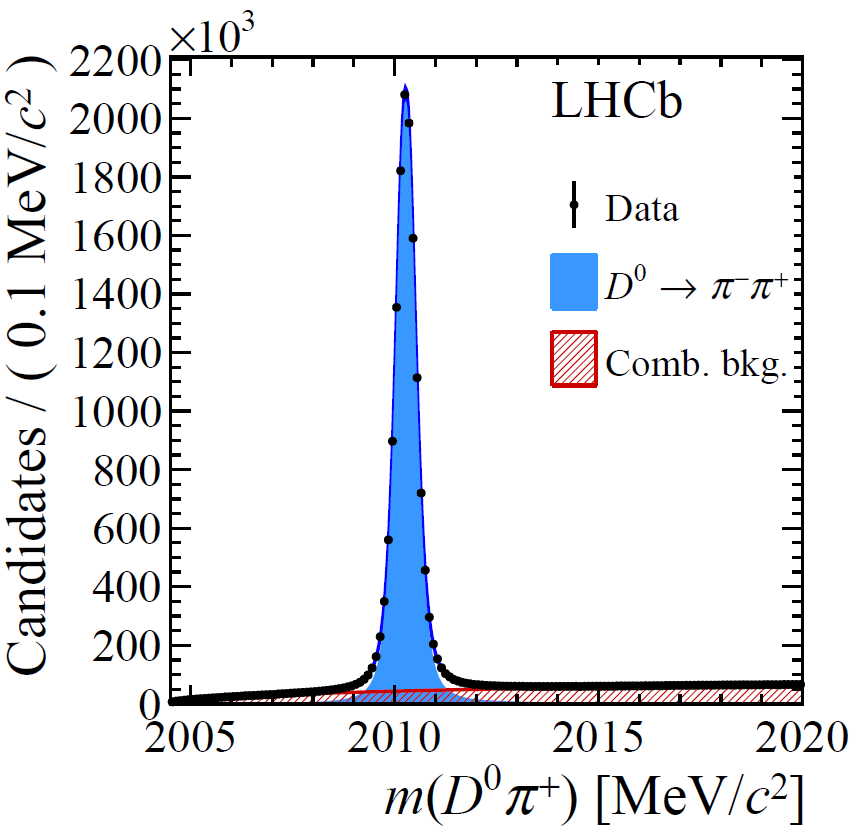 ×10³
2200
2000
1800
1600
1400
1200
1000
800
600
400
200
0
Candidates / ( 0.1 MeV/c² )
LHCb
Data
D⁰ → π⁻π⁺
Comb. bkg.
2005 2010 2015 2020
m(D⁰π⁺) [MeV/c²]